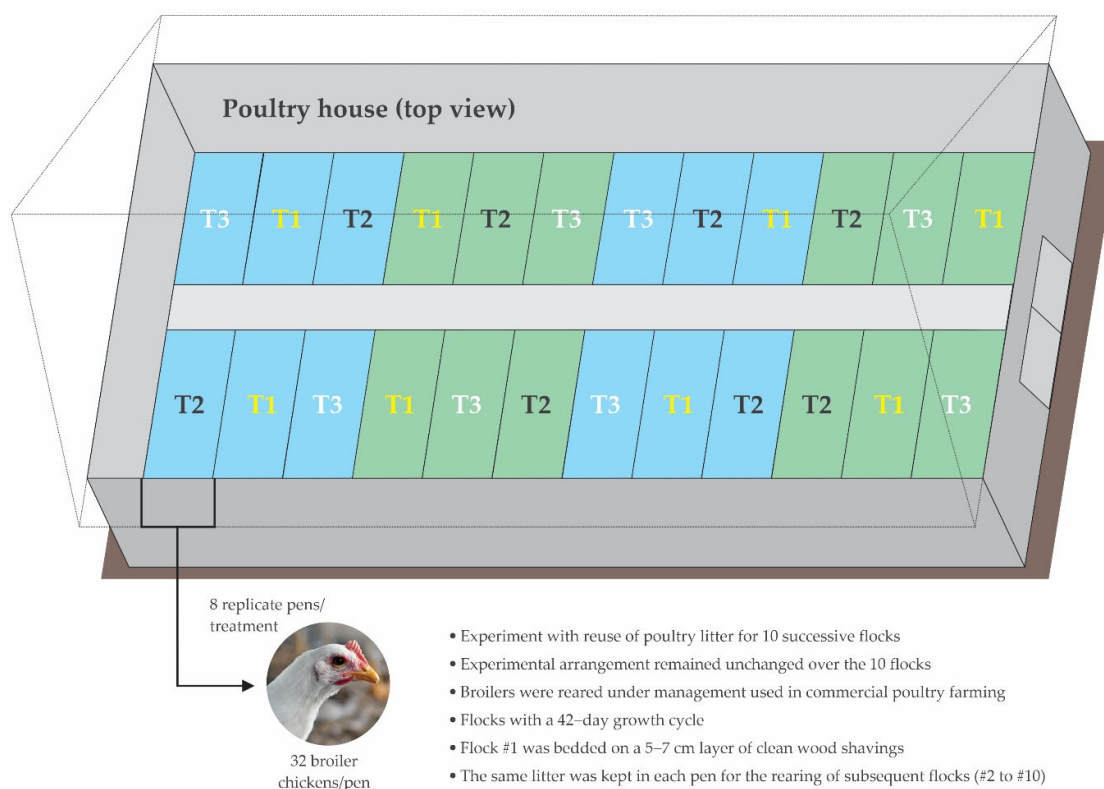 Poultry house (top view)
T3 T1 T2 T1 T2 T3 T3 T2 T1 T2 T3 T1
T2 T1 T3 T1 T3 T2 T3 T1 T2 T2 T1 T3
8 replicate pens/
treatment
32 broiler
chickens/pen
• Experiment with reuse of poultry litter for 10 successive flocks
• Experimental arrangement remained unchanged over the 10 flocks
• Broilers were reared under management used in commercial poultry farming
• Flocks with a 42–day growth cycle
• Flock #1 was bedded on a 5–7 cm layer of clean wood shavings
• The same litter was kept in each pen for the rearing of subsequent flocks (#2 to #10)